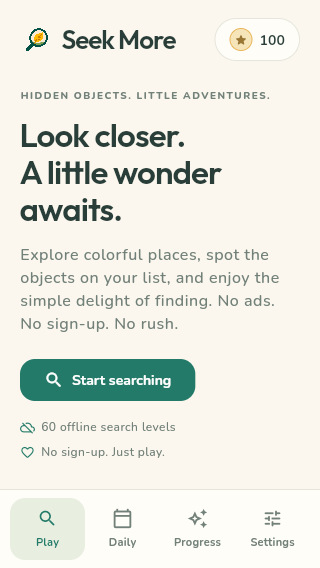 Seek More
100
HIDDEN OBJECTS. LITTLE ADVENTURES.
Look closer.
A little wonder
awaits.
Explore colorful places, spot the
objects on your list, and enjoy the
simple delight of finding. No ads.
No sign-up. No rush.
Start searching
60 offline search levels
No sign-up. Just play.
Play
Daily
Progress
Settings